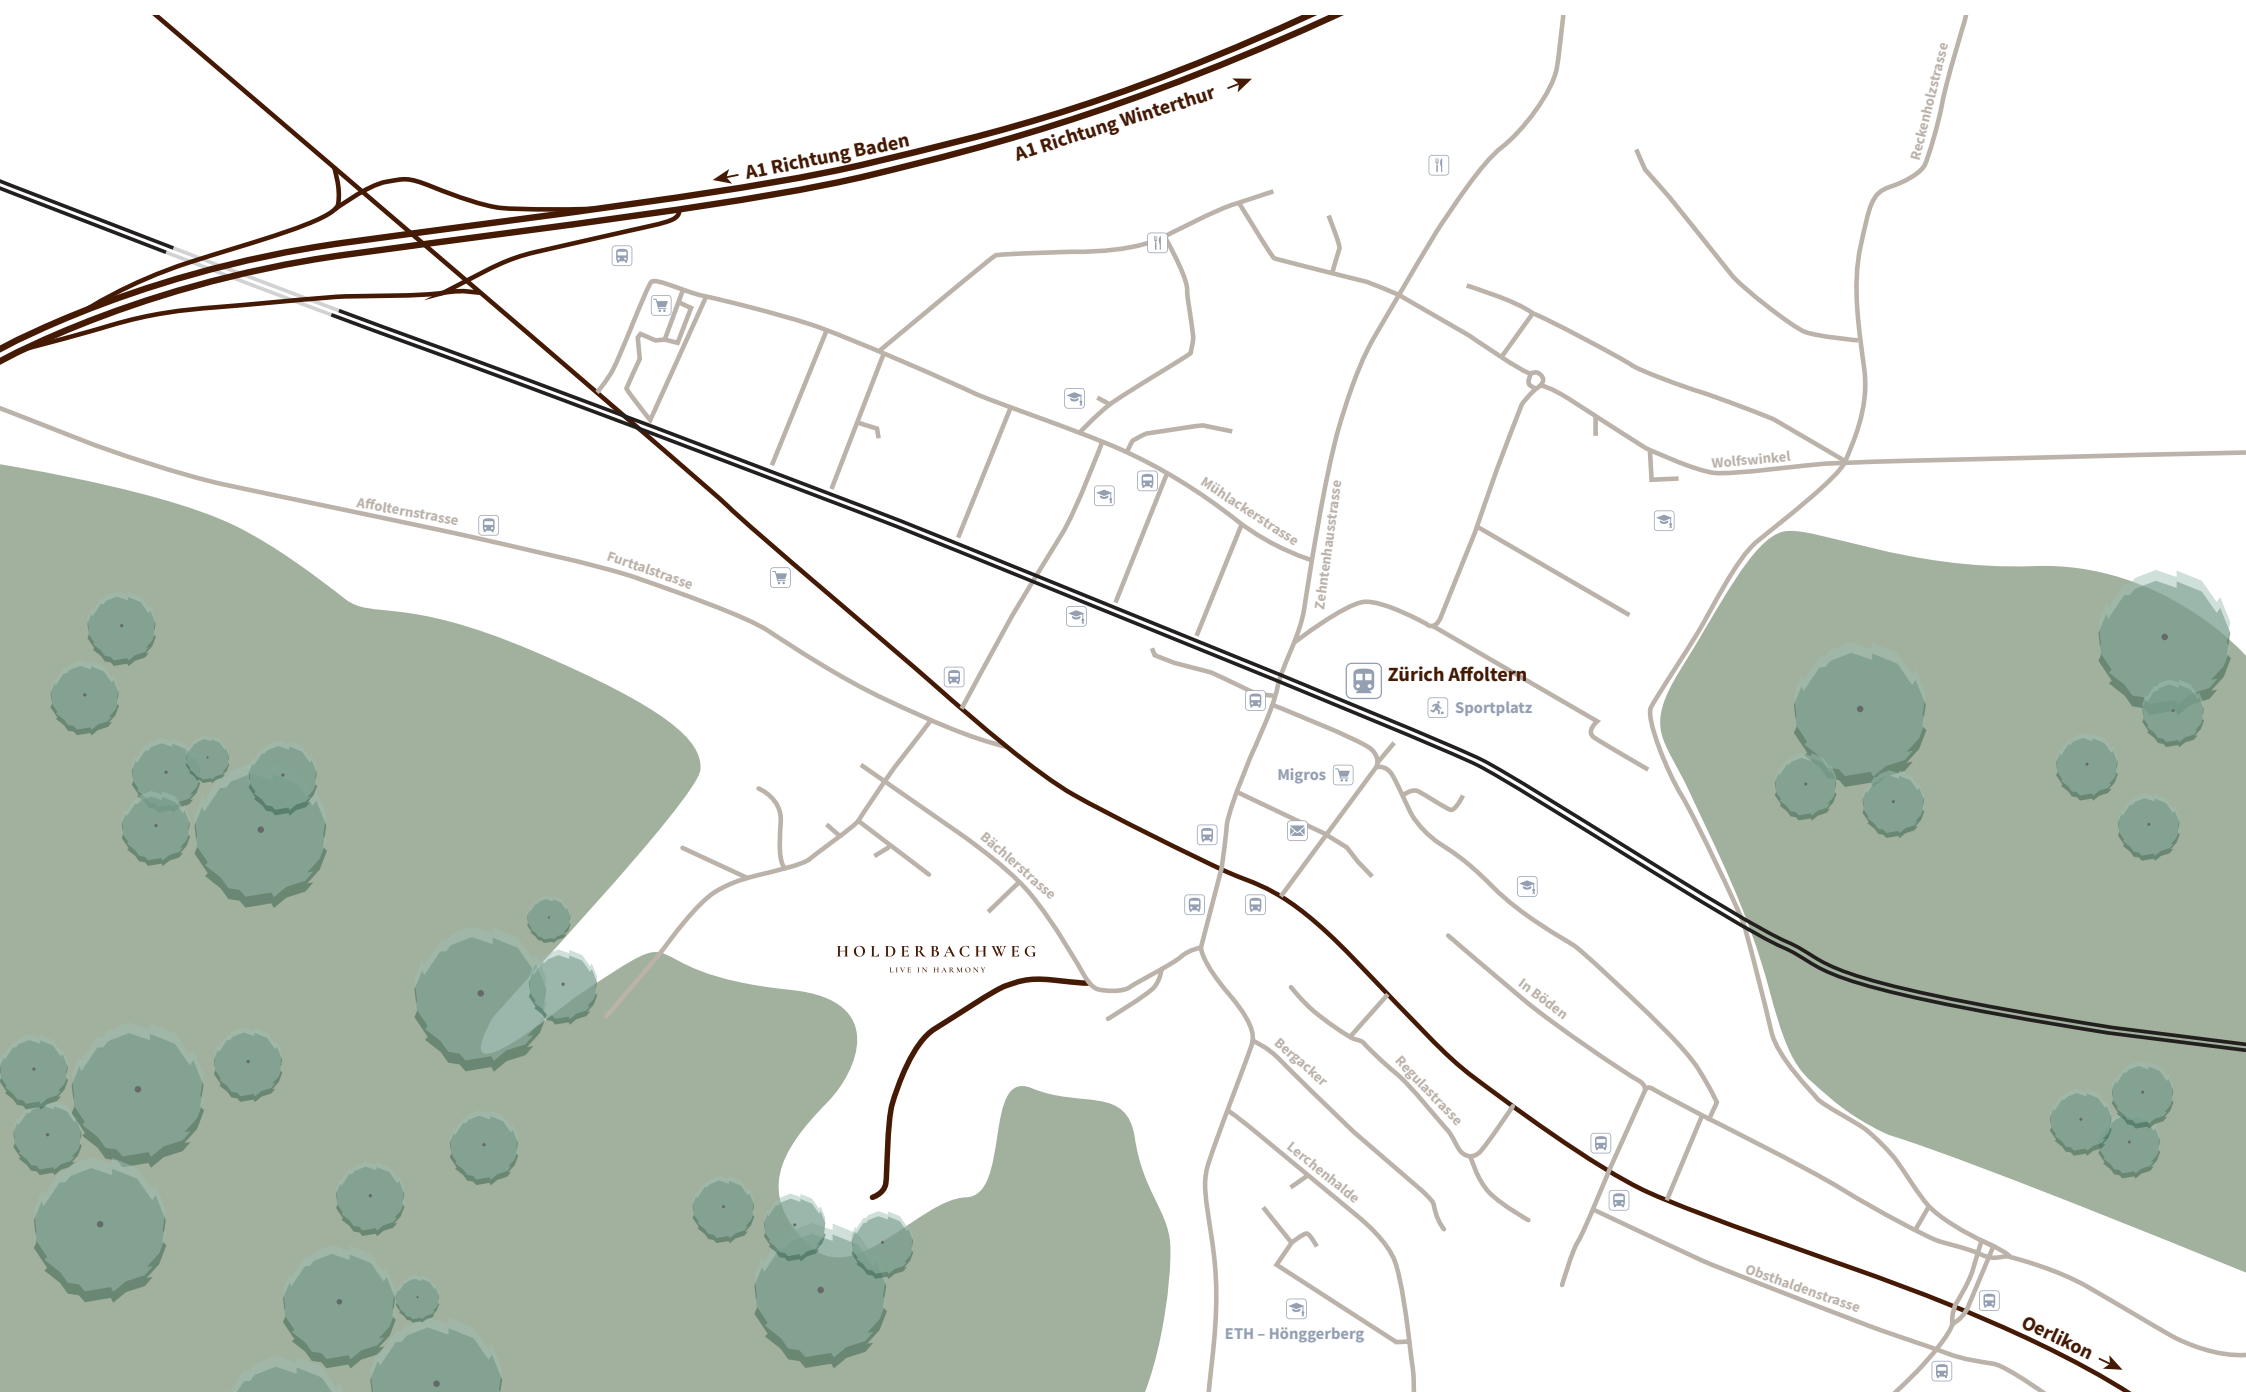 A1 Richtung Baden
A1 Richtung Winterthur
Reckenholzstrasse
Wolfswinkel
Affolternstrasse
Furttalstrasse
Mühlackerstrasse
Zehntenhausstrasse
Zürich Affoltern
Sportplatz
Migros
Bächlerstrasse
HOLDERBACHWEG
LIVE IN HARMONY
In Böden
Bergacker
Regulastrasse
Lerchenhalde
Obsthaldenstrasse
ETH – Hönggerberg
Oerlikon